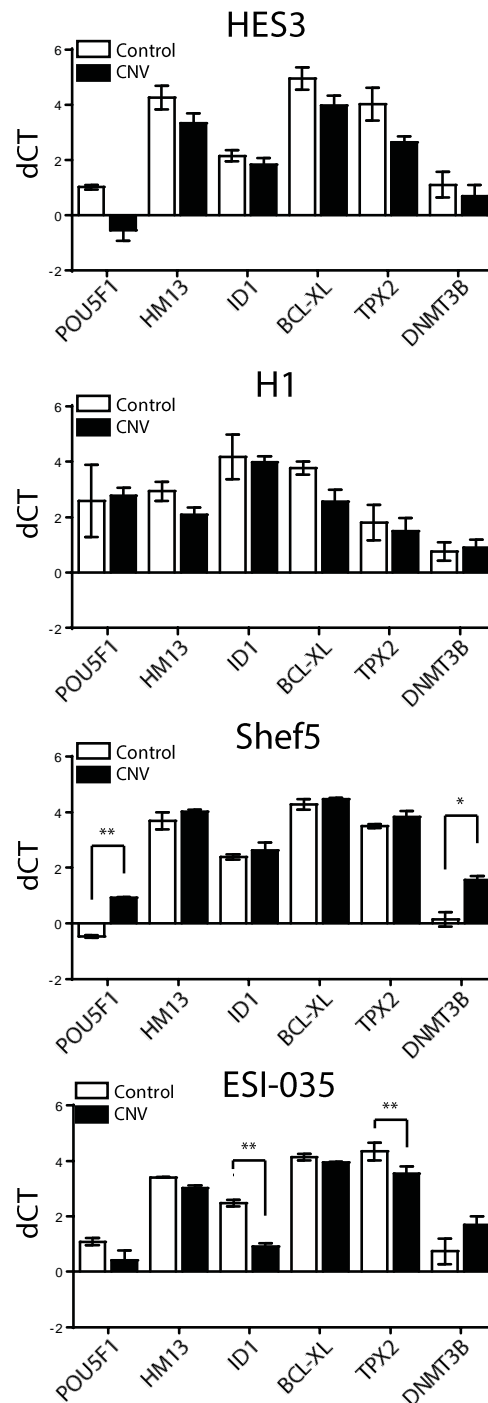 HES3
Control
CNV
dCT
6
4
2
0
-2
POU5F1
HM13
ID1
BCL-XL
TPX2
DNMT3B
H1
Control
CNV
dCT
6
4
2
0
-2
POU5F1
HM13
ID1
BCL-XL
TPX2
DNMT3B
Shef5
Control
CNV
dCT
6
4
2
0
-2
**
*
POU5F1
HM13
ID1
BCL-XL
TPX2
DNMT3B
ESI-035
Control
CNV
dCT
6
4
2
0
-2
**
**
POU5F1
HM13
ID1
BCL-XL
TPX2
DNMT3B